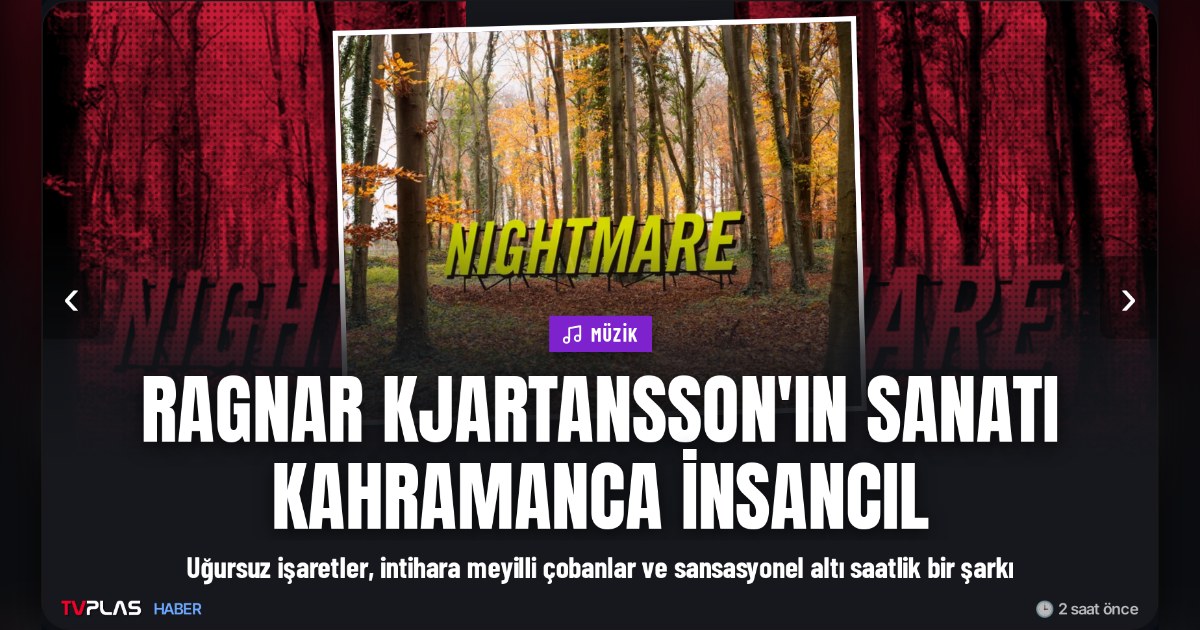 NIGHTMARE
MÜZİK
RAGNAR KJARTANSSON'IN SANATI
KAHRAMANCA İNSANCIL
Uğursuz işaretler, intihara meyilli çobanlar ve sansasyonel altı saatlik bir şarkı
TVPLAS HABER
2 saat önce